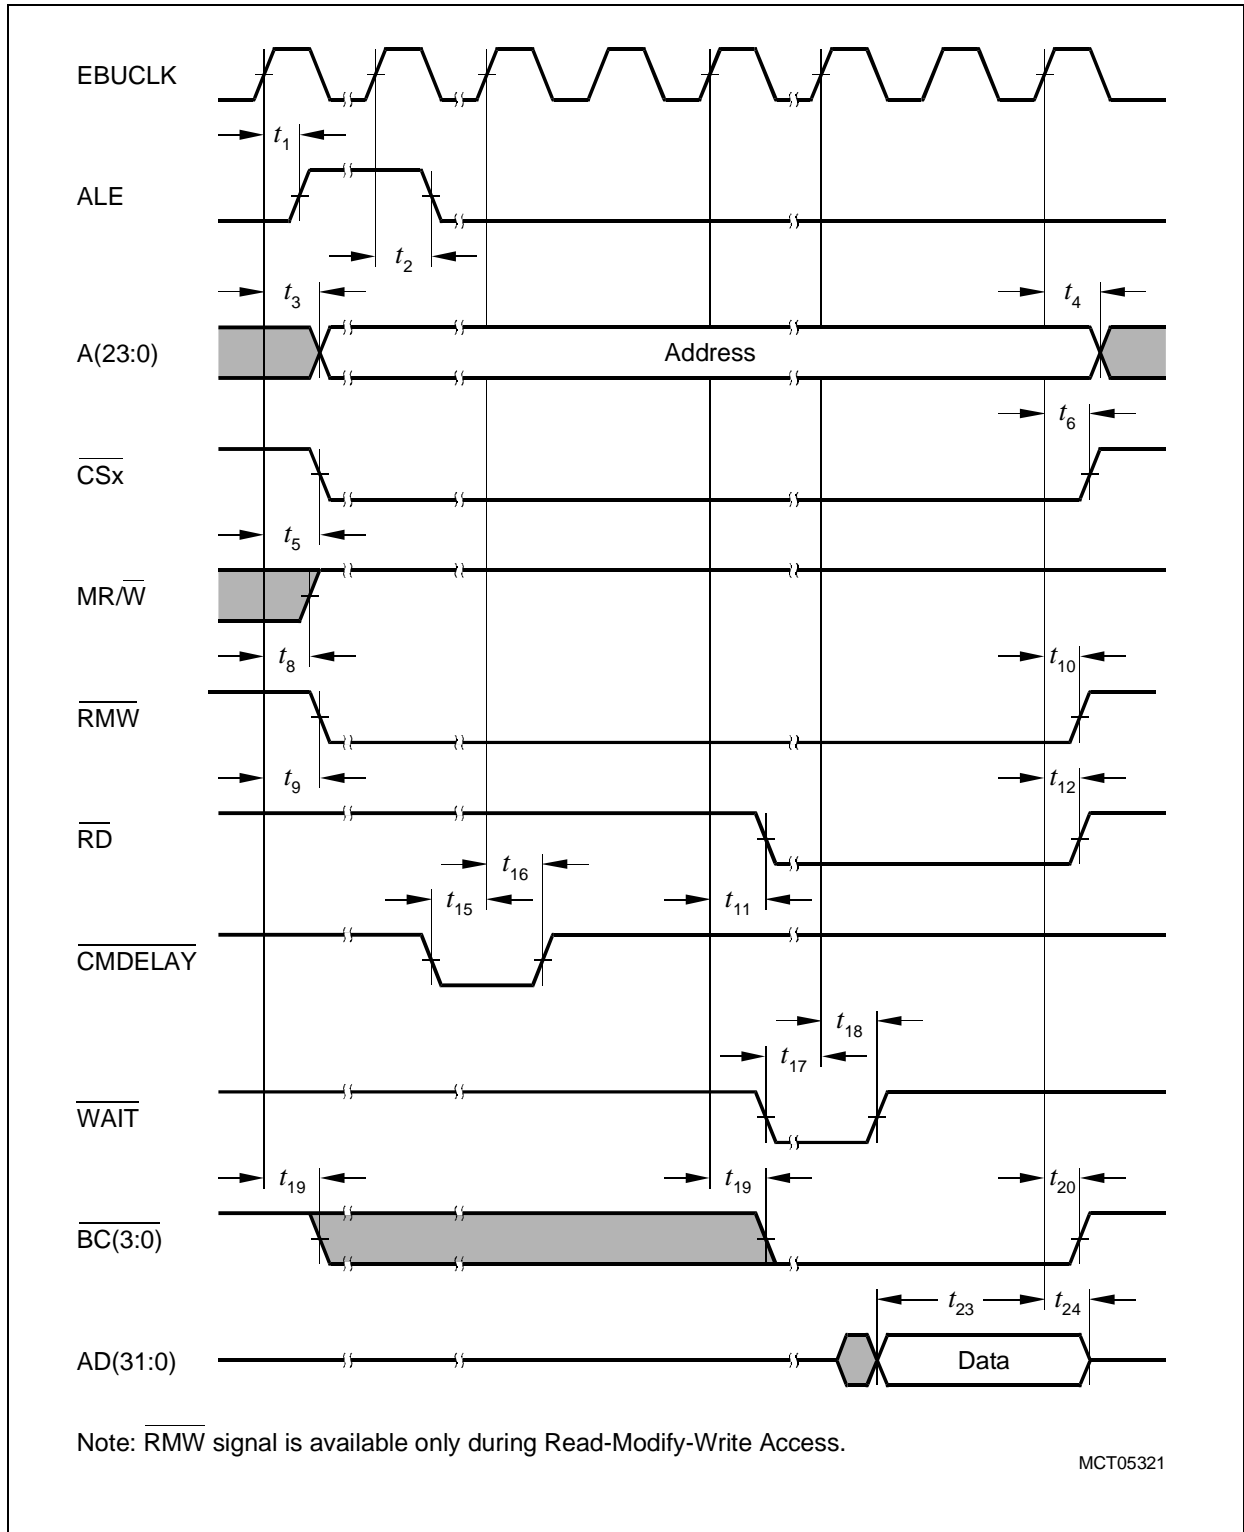 EBUCLK
t1
ALE
t2
t3
t4
A(23:0)
Address
t6
CSx
t5
MR/W
t8
t10
RMW
t9
t12
RD
t16
t15
t11
CMDELAY
t18
t17
WAIT
t19
t19
t20
BC(3:0)
t23
t24
AD(31:0)
Data
Note: RMW signal is available only during Read-Modify-Write Access.
MCT05321